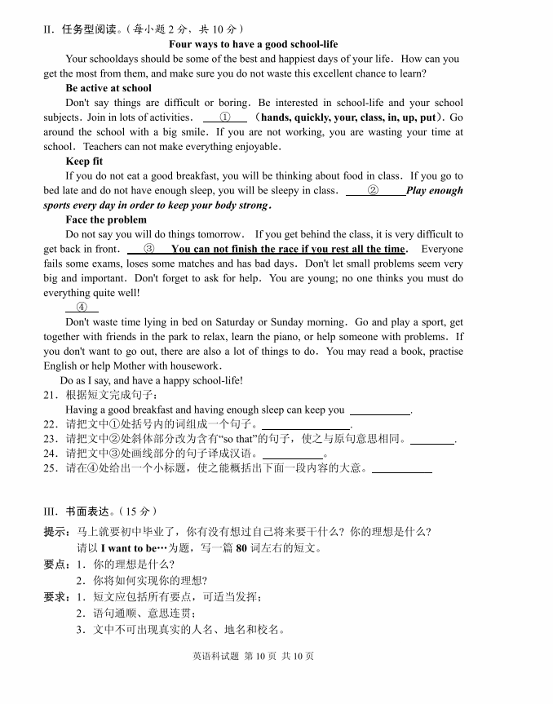 II．任务型阅读。（每小题 2 分，共 10 分）
Four ways to have a good school-life
Your schooldays should be some of the best and happiest days of your life．How can you
get the most from them, and make sure you do not waste this excellent chance to learn?
Be active at school
Don't say things are difficult or boring．Be interested in school-life and your school
subjects．Join in lots of activities．____①____（hands, quickly, your, class, in, up, put）. Go
around the school with a big smile．If you are not working, you are wasting your time at
school．Teachers can not make everything enjoyable．
Keep fit
If you do not eat a good breakfast, you will be thinking about food in class．If you go to
bed late and do not have enough sleep, you will be sleepy in class．____②____Play enough
sports every day in order to keep your body strong．
Face the problem
Do not say you will do things tomorrow． If you get behind the class, it is very difficult to
get back in front．____③____You can not finish the race if you rest all the time． Everyone
fails some exams, loses some matches and has bad days．Don't let small problems seem very
big and important．Don't forget to ask for help．You are young; no one thinks you must do
everything quite well!
____④____
Don't waste time lying in bed on Saturday or Sunday morning．Go and play a sport, get
together with friends in the park to relax, learn the piano, or help someone with problems．If
you don't want to go out, there are also a lot of things to do．You may read a book, practise
English or help Mother with housework．
Do as I say, and have a happy school-life!
21．根据短文完成句子：
Having a good breakfast and having enough sleep can keep you ____________.
22．请把文中①处括号内的词组成一个句子。__________________.
23．请把文中②处斜体部分改为含有“so that”的句子，使之与原句意思相同。_________.
24．请把文中③处画线部分的句子译成汉语。____________。
25．请在④处给出一个小标题，使之能概括出下面一段内容的大意。____________
III．书面表达。（15 分）
提示：马上就要初中毕业了，你有没有想过自己将来要干什么？你的理想是什么？
请以 I want to be…为题，写一篇 80 词左右的短文。
要点：1．你的理想是什么?
2．你将如何实现你的理想?
要求：1．短文应包括所有要点，可适当发挥；
2．语句通顺、意思连贯；
3．文中不可出现真实的人名、地名和校名。
英语科试题 第 10 页 共 10 页